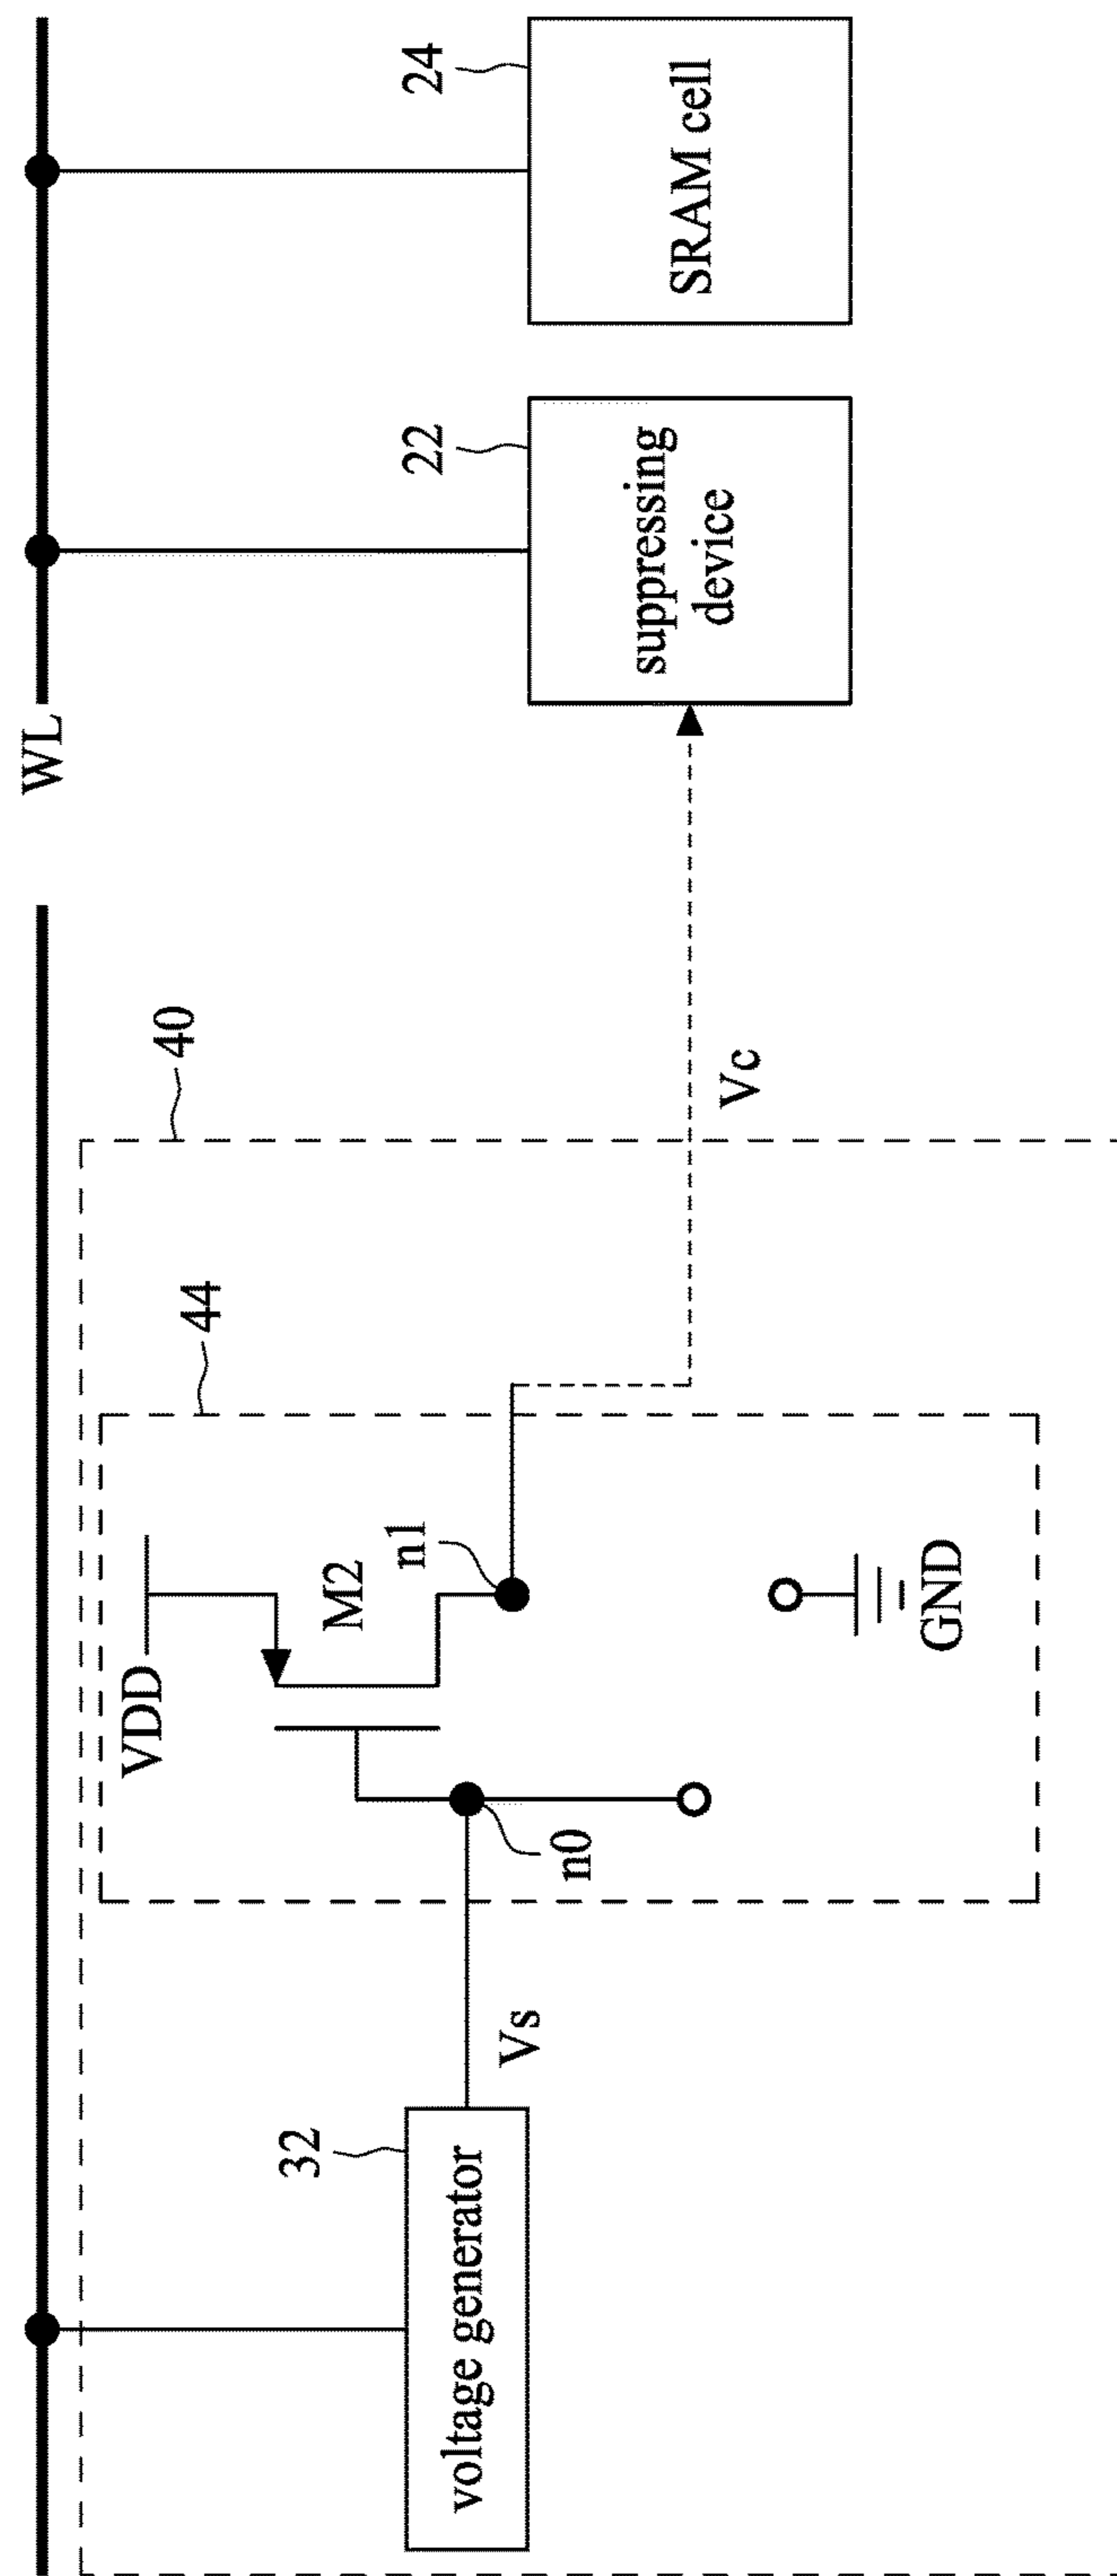 WL
40
44
24
22
VDD
32
M2
n1
Vs
n0
voltage generator
suppressing
device
SRAM cell
Vc
GND